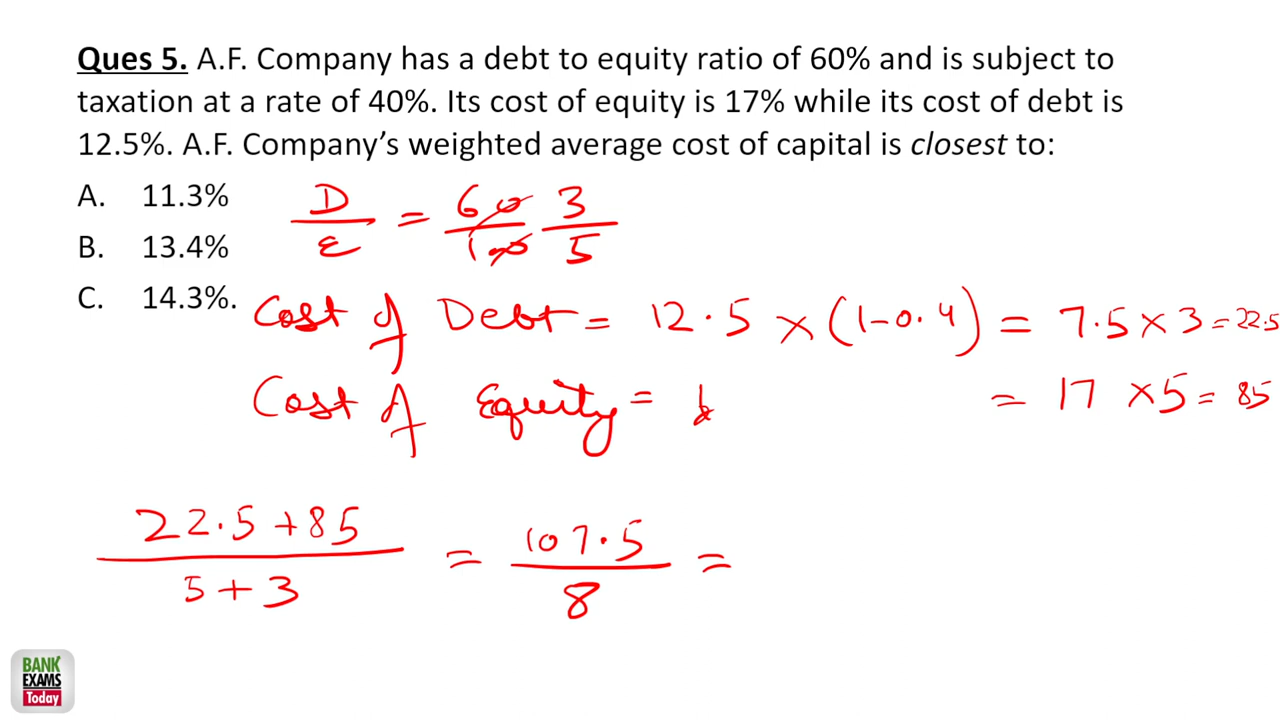 Ques 5. A.F. Company has a debt to equity ratio of 60% and is subject to
taxation at a rate of 40%. Its cost of equity is 17% while its cost of debt is
12.5%. A.F. Company’s weighted average cost of capital is closest to:
A. 11.3%
B. 13.4%
C. 14.3%.
D/E = 60/100 3/5
Cost of Debt = 12.5 × (1-0.4) = 7.5 × 3 = 22.5
Cost of Equity = = 17 × 5 = 85
22.5 + 85 / 5 + 3 = 107.5 / 8 =
BANK
EXAMS
Today